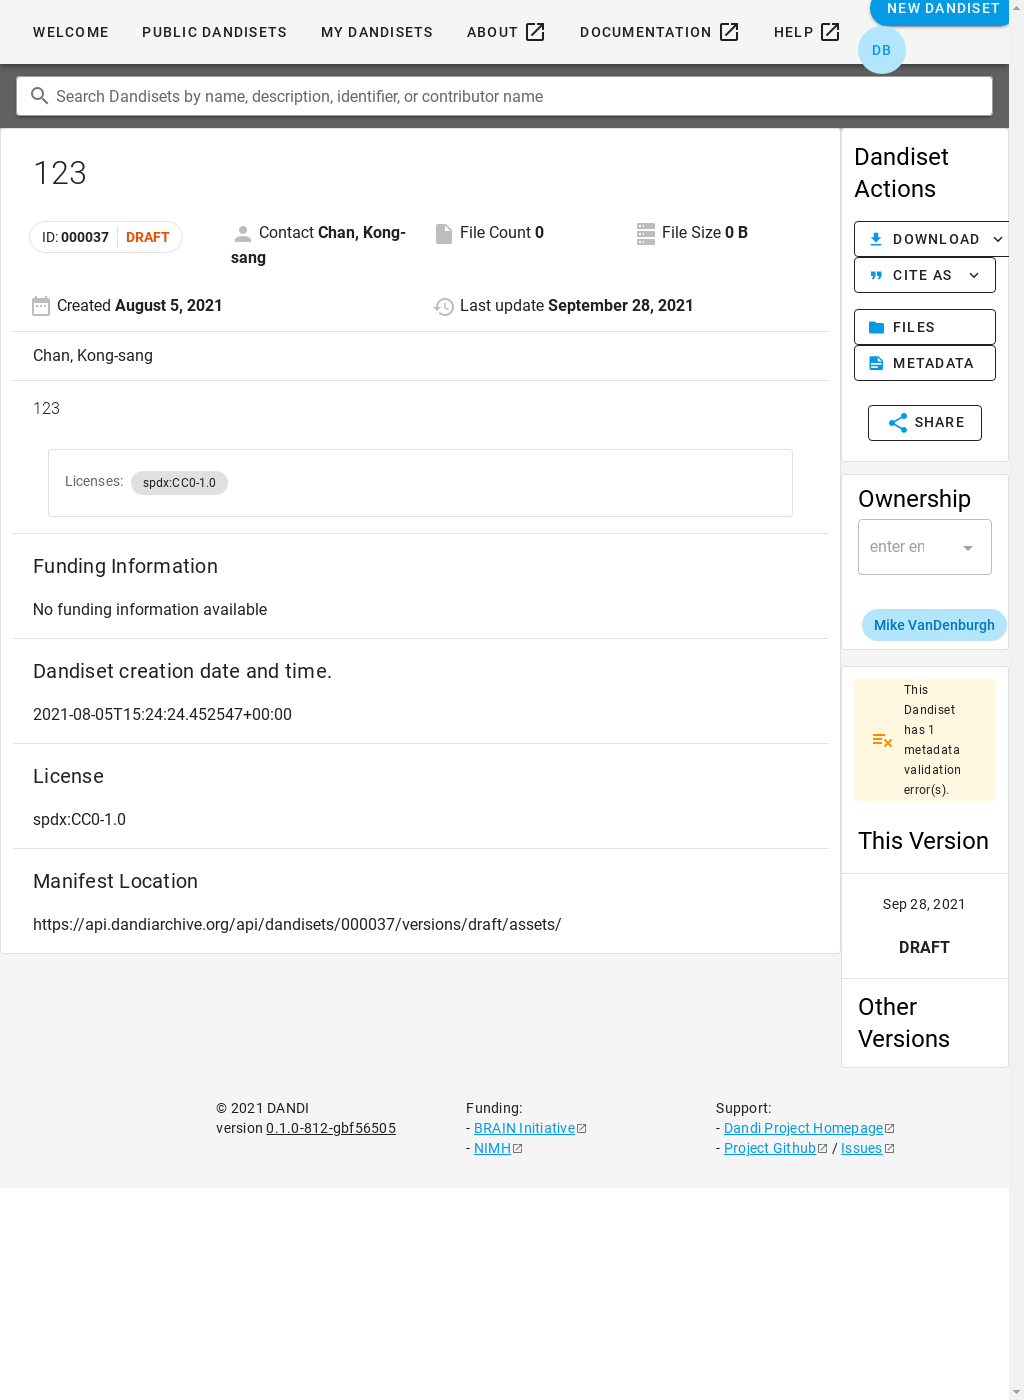 WELCOME PUBLIC DANDISETS MY DANDISETS ABOUT DOCUMENTATION HELP NEW DANDISET
DB
Search Dandisets by name, description, identifier, or contributor name
123
ID: 000037 DRAFT
Contact Chan, Kong-
sang
File Count 0
File Size 0 B
Created August 5, 2021
Last update September 28, 2021
Chan, Kong-sang
123
Licenses: spdx:CC0-1.0
Funding Information
No funding information available
Dandiset creation date and time.
2021-08-05T15:24:24.452547+00:00
License
spdx:CC0-1.0
Manifest Location
https://api.dandiarchive.org/api/dandisets/000037/versions/draft/assets/
Dandiset
Actions
DOWNLOAD
CITE AS
FILES
METADATA
SHARE
Ownership
enter en
Mike VanDenburgh
This
Dandiset
has 1
metadata
validation
error(s).
This Version
Sep 28, 2021
DRAFT
Other
Versions
© 2021 DANDI
version 0.1.0-812-gbf56505
Funding:
- BRAIN Initiative
- NIMH
Support:
- Dandi Project Homepage
- Project Github / Issues